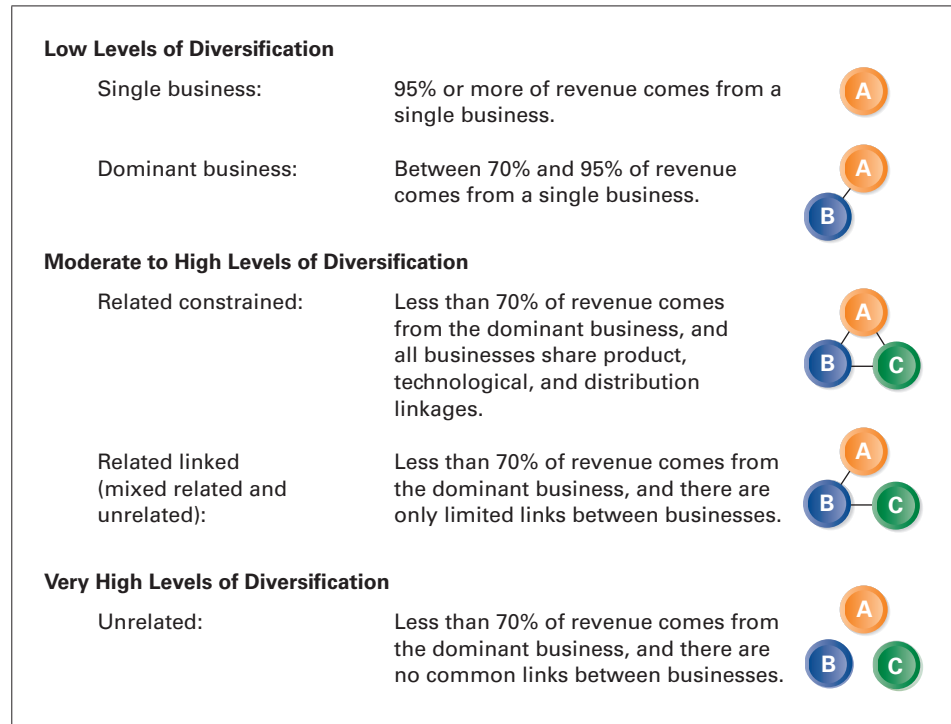 Low Levels of Diversification
Single business: 95% or more of revenue comes from a
single business.
A
Dominant business: Between 70% and 95% of revenue
comes from a single business.
A
B
Moderate to High Levels of Diversification
Related constrained: Less than 70% of revenue comes
from the dominant business, and
all businesses share product,
technological, and distribution
linkages.
A
B C
Related linked Less than 70% of revenue comes from
(mixed related and the dominant business, and there are
unrelated): only limited links between businesses.
A
B C
Very High Levels of Diversification
Unrelated: Less than 70% of revenue comes from
the dominant business, and there are
no common links between businesses.
A
B C